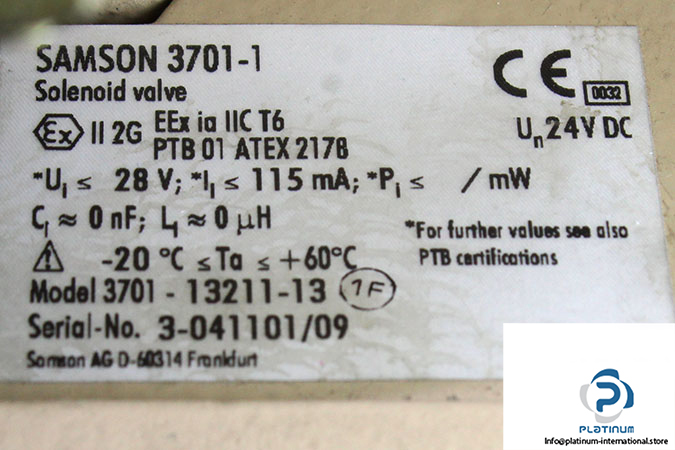 SAMSON 3701-1
Solenoid valve
CE 0032
Ex II 2G EEx ia IIC T6
PTB 01 ATEX 2178
Un 24V DC
*Ui ≤ 28 V; *Ii ≤ 115 mA; *Pi ≤ / mW
Ci ≈ 0 nF; Li ≈ 0 µH
*For further values see also
PTB certifications
⚠ -20 °C ≤ Ta ≤ +60°C
Model 3701 - 13211-13 1F
Serial-No. 3-041101/09
Samson AG D-60314 Frankfurt
PLATINUM
Info@platinum-international.store